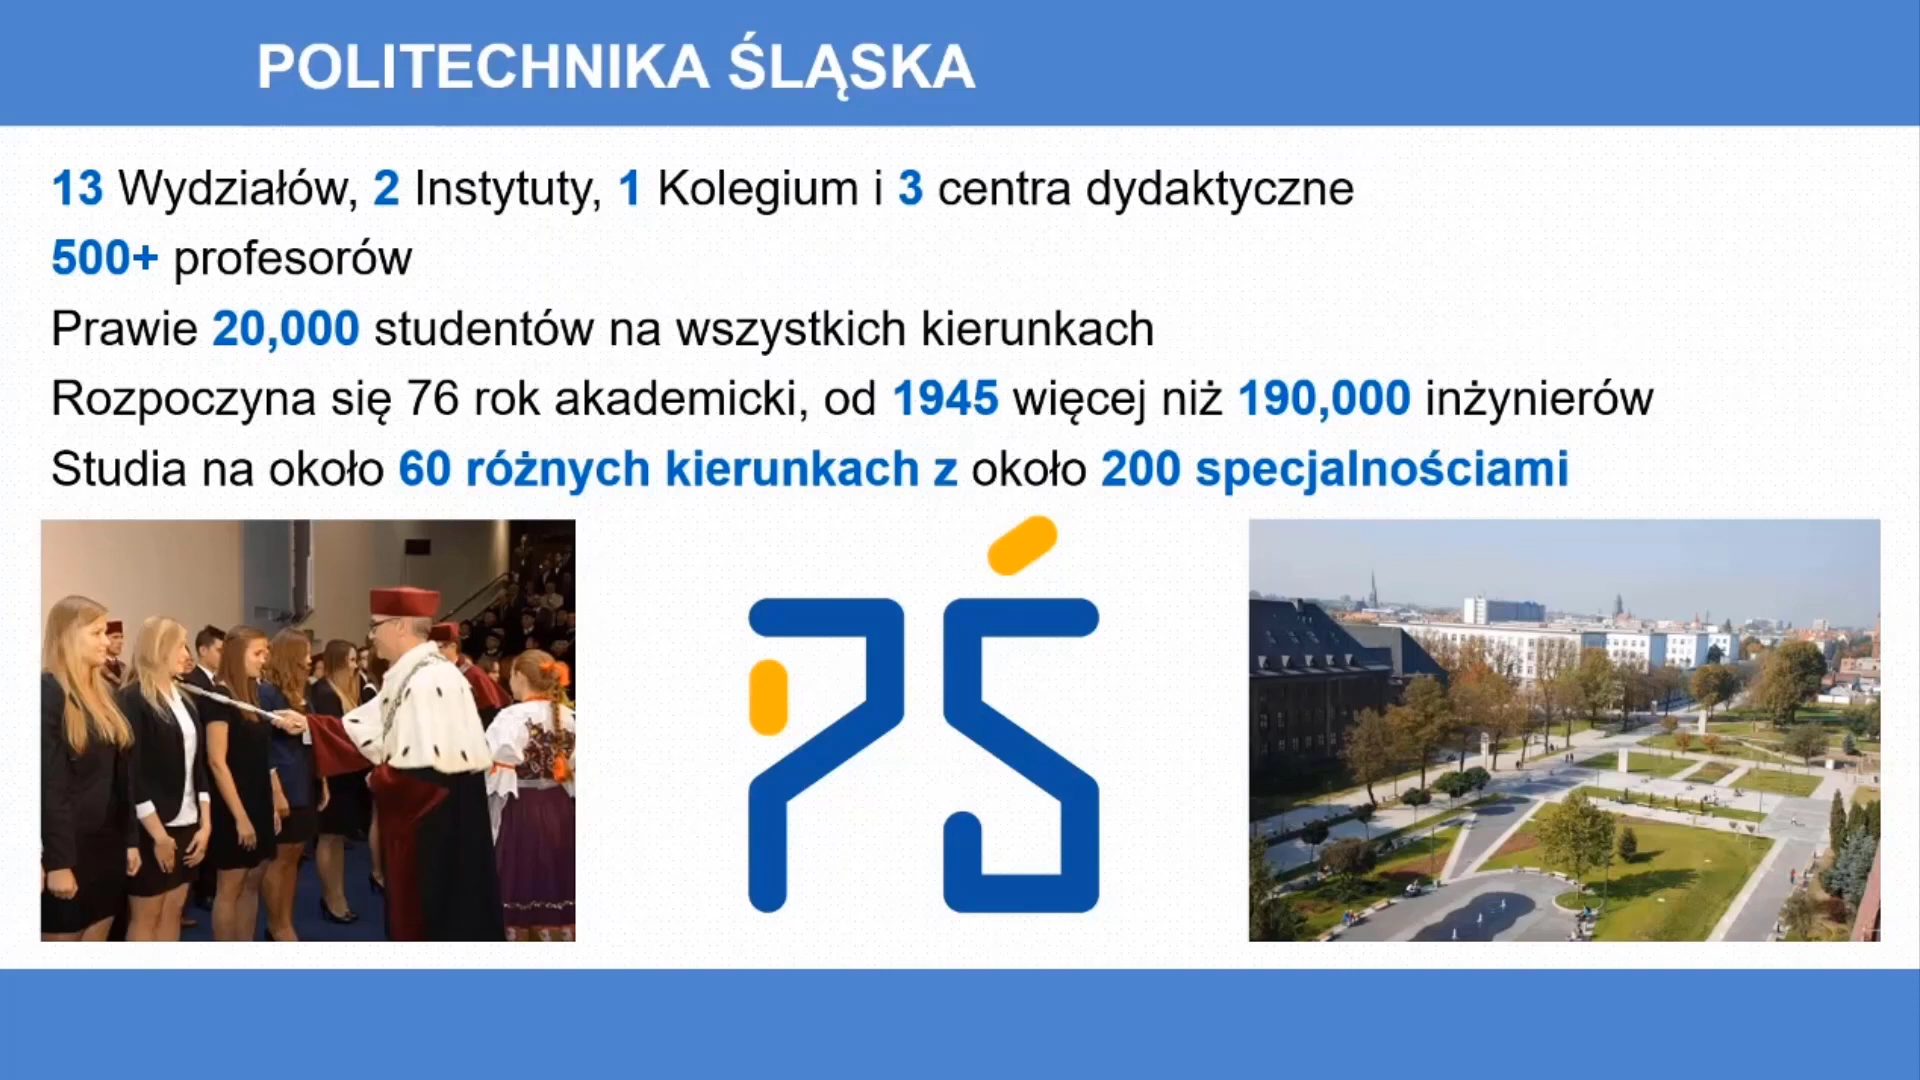 POLITECHNIKA ŚLĄSKA
13 Wydziałów, 2 Instytuty, 1 Kolegium i 3 centra dydaktyczne
500+ profesorów
Prawie 20,000 studentów na wszystkich kierunkach
Rozpoczyna się 76 rok akademicki, od 1945 więcej niż 190,000 inżynierów
Studia na około 60 różnych kierunkach z około 200 specjalnościami